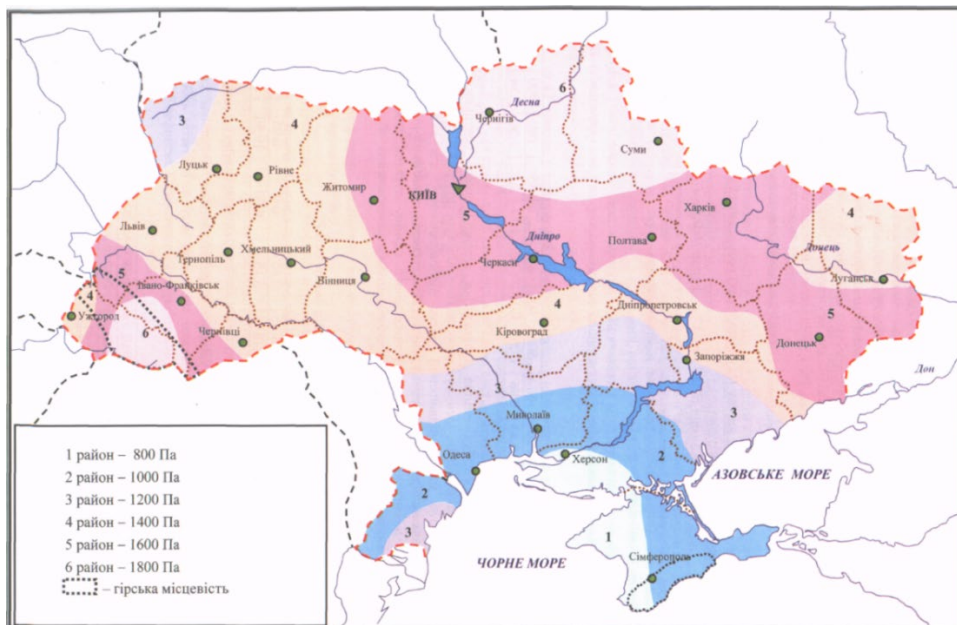 6
Десна
Чернігів
3
4
Суми
Луцьк
Рівне
Житомир
КИЇВ
5
Харків
4
Львів
Дніпро
Полтава
Донець
Тернопіль
Хмельницький
Черкаси
Луганськ
5
Івано-Франківськ
Вінниця
4
Ужгород
4
Дніпропетровськ
5
6
Чернівці
Кіровоград
Донецьк
Запоріжжя
Дон
3
3
Миколаїв
Одеса
Херсон
2
АЗОВСЬКЕ МОРЕ
2
3
1
ЧОРНЕ МОРЕ
Сімферополь
1 район – 800 Па
2 район – 1000 Па
3 район – 1200 Па
4 район – 1400 Па
5 район – 1600 Па
6 район – 1800 Па
– гірська місцевість